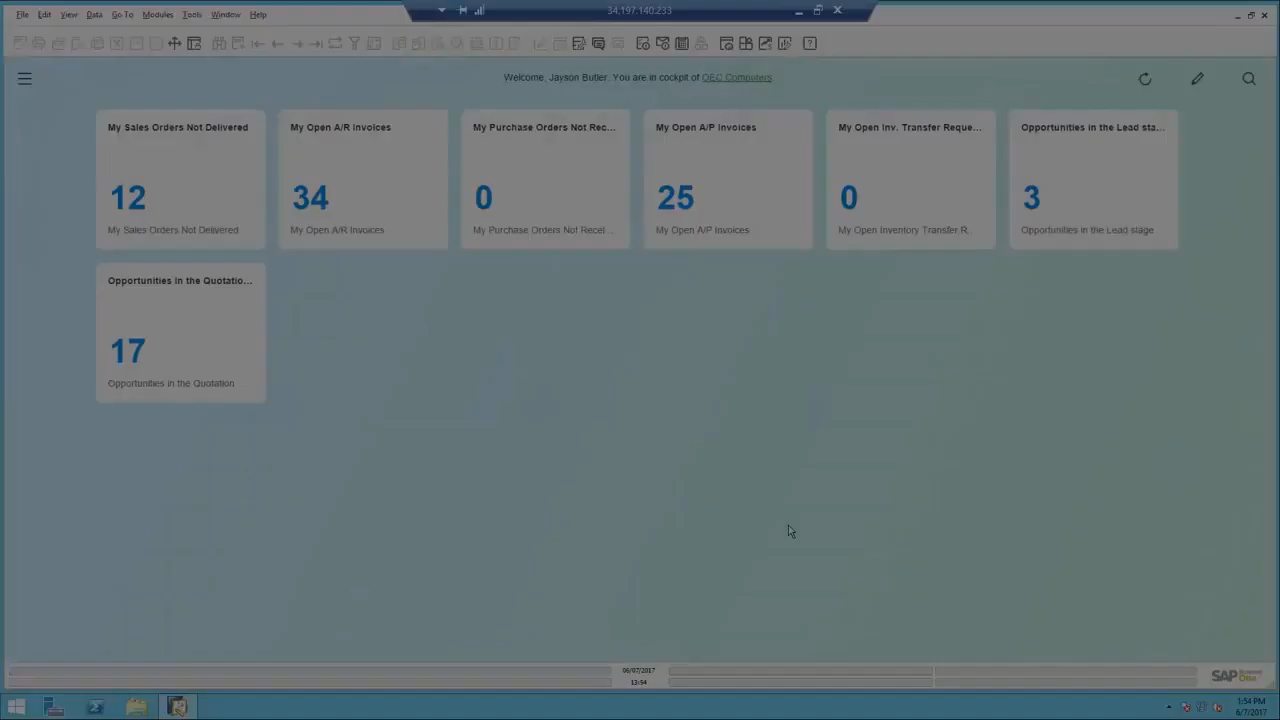 34.197.140.233
File Edit View Data Go To Modules Tools Window Help
Welcome, Jayson Butler. You are in cockpit of OEC Computers
My Sales Orders Not Delivered
12
My Sales Orders Not Delivered
My Open A/R Invoices
34
My Open A/R Invoices
My Purchase Orders Not Rec...
0
My Purchase Orders Not Recei...
My Open A/P Invoices
25
My Open A/P Invoices
My Open Inv. Transfer Reque...
0
My Open Inventory Transfer R...
Opportunities in the Lead sta...
3
Opportunities in the Lead stage
Opportunities in the Quotatio...
17
Opportunities in the Quotation
06/07/2017
13:54
SAP Business
One
1:54 PM
6/7/2017